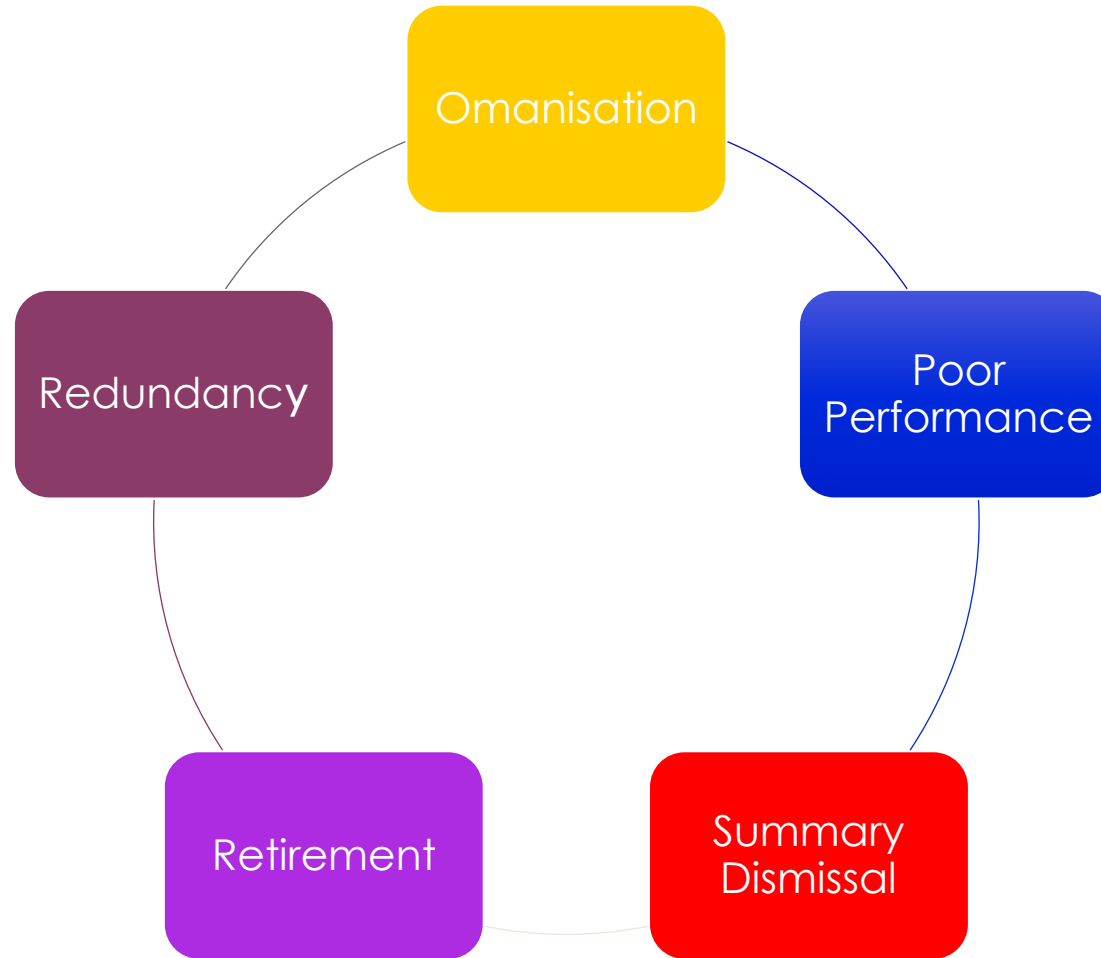 Omanisation
Poor
Performance
Summary
Dismissal
Retirement
Redundancy